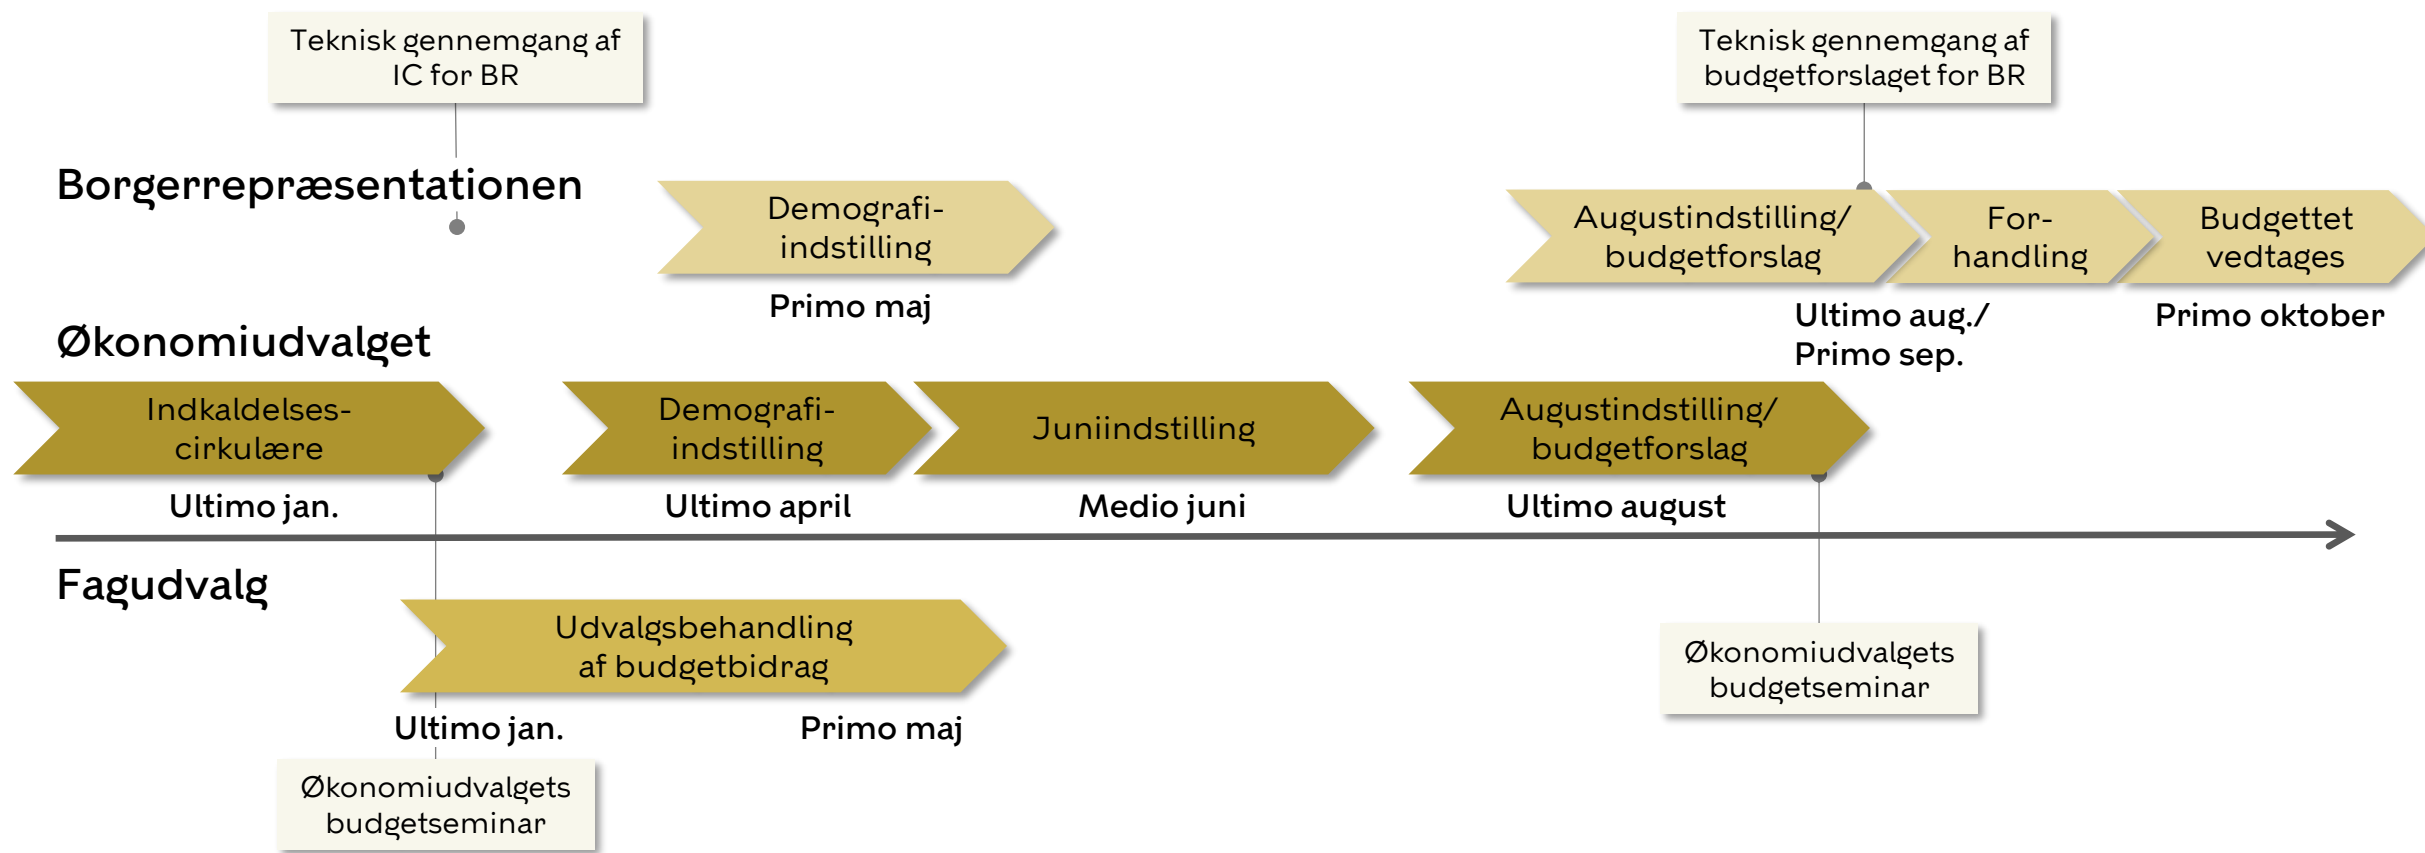 Teknisk gennemgang af
IC for BR
Teknisk gennemgang af
budgetforslaget for BR
Borgerrepræsentationen
Demografi-
indstilling
Primo maj
Augustindstilling/
budgetforslag
For-
handling
Budgettet
vedtages
Ultimo aug./
Primo sep.
Primo oktober
Økonomiudvalget
Indkaldelses-
cirkulære
Ultimo jan.
Demografi-
indstilling
Ultimo april
Juniindstilling
Medio juni
Augustindstilling/
budgetforslag
Ultimo august
Fagudvalg
Udvalgsbehandling
af budgetbidrag
Ultimo jan.
Primo maj
Økonomiudvalgets
budgetseminar
Økonomiudvalgets
budgetseminar